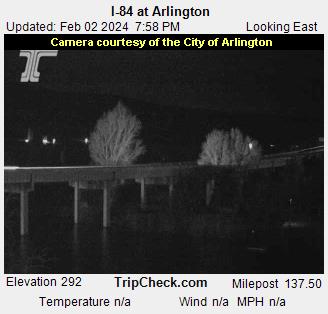 I-84 at Arlington
Updated: Feb 02 2024 7:58 PM Looking East
Camera courtesy of the City of Arlington
Elevation 292 TripCheck.com Milepost 137.50
Temperature n/a Wind n/a MPH n/a